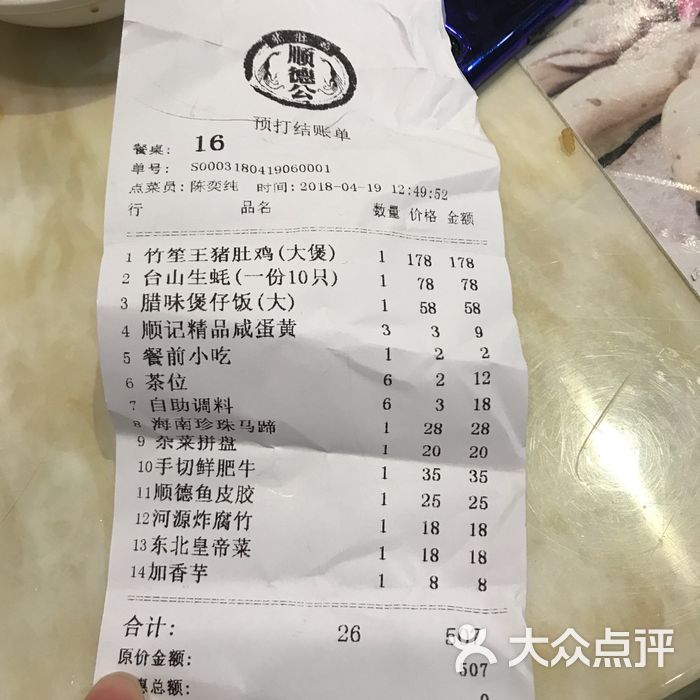 顺德公
预打结账单
餐桌： 16
单号： S0003180419060001
点菜员：陈奕纯 时间：2018-04-19 12:49:52
行 品名 数量 价格 金额
1 竹笙王猪肚鸡(大煲) 1 178 178
2 台山生蚝(一份10只) 1 78 78
3 腊味煲仔饭(大) 1 58 58
4 顺记精品咸蛋黄 3 3 9
5 餐前小吃 1 2 2
6 茶位 6 2 12
7 自助调料 6 3 18
8 海南珍珠马蹄 1 28 28
9 杂菜拼盘 1 20 20
10 手切鲜肥牛 1 35 35
11 顺德鱼皮胶 1 25 25
12 河源炸腐竹 1 18 18
13 东北皇帝菜 1 18 18
14 加香芋 1 8 8
合计： 26 507
原价金额： 507
惠总额： 0
大众点评